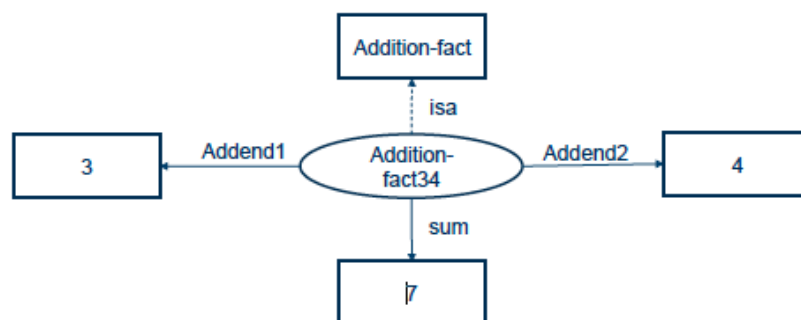 Addition-fact
isa
Addend1
Addition-
fact34
Addend2
3
4
sum
7